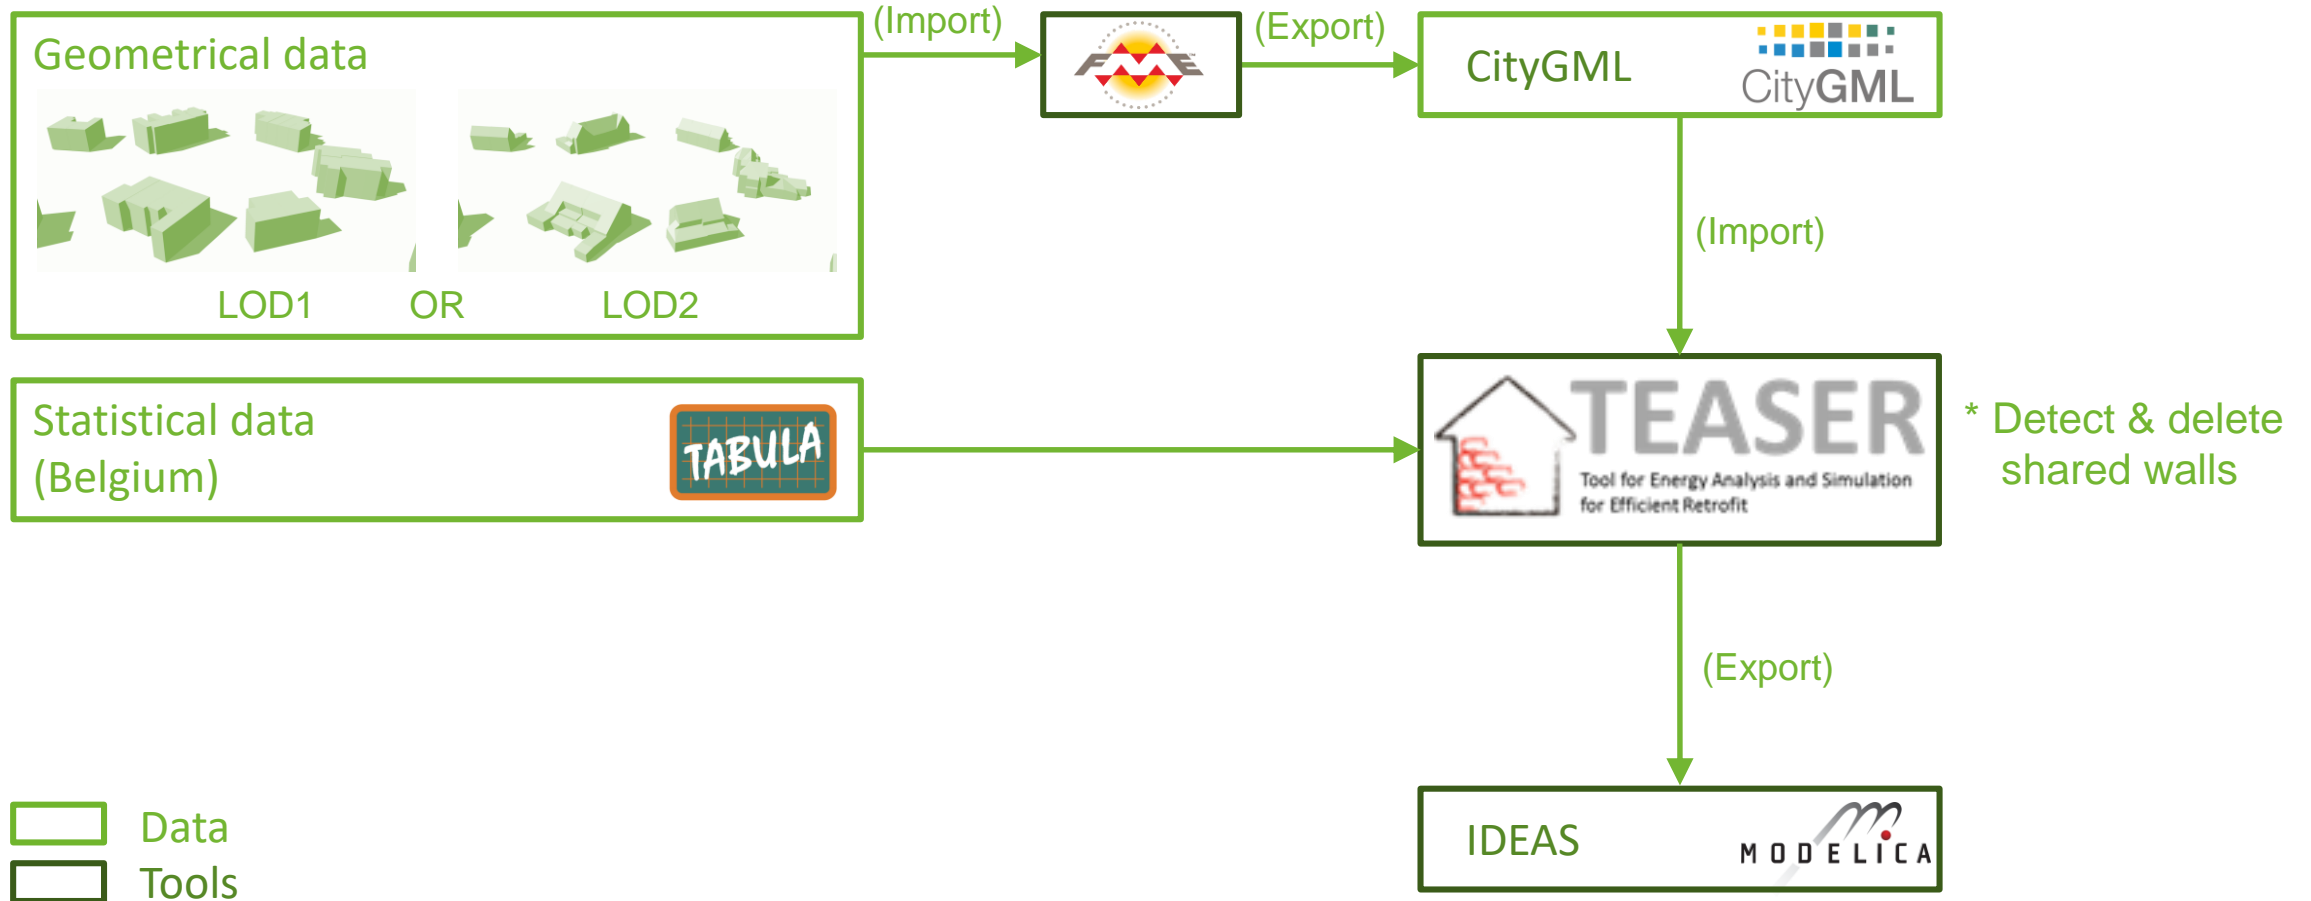 Geometrical data
LOD1 OR LOD2
(Import)
FME
(Export)
CityGML
CityGML
(Import)
Statistical data
(Belgium)
TABULA
TEASER
Tool for Energy Analysis and Simulation
for Efficient Retrofit
* Detect & delete
shared walls
(Export)
IDEAS
MODELICA
Data
Tools